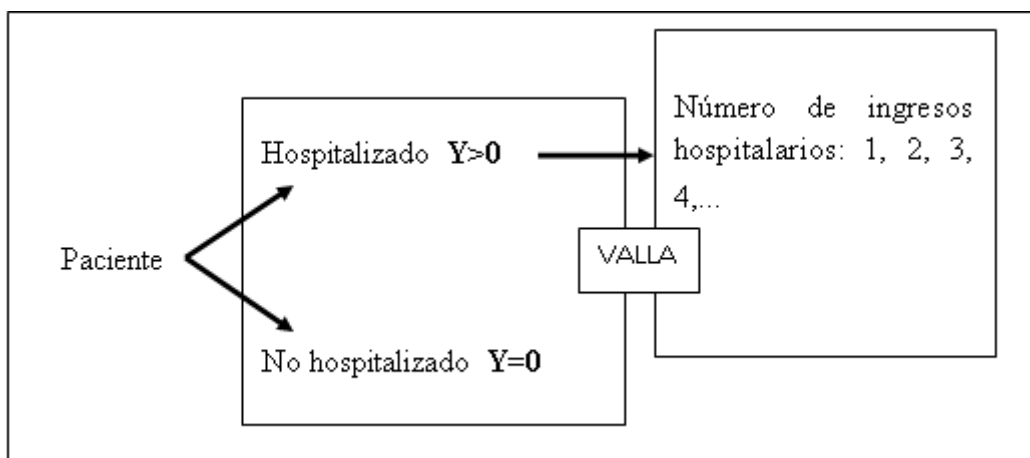 Paciente
Hospitalizado Y>0
No hospitalizado Y=0
VALLA
Número de ingresos
hospitalarios: 1, 2, 3,
4,...